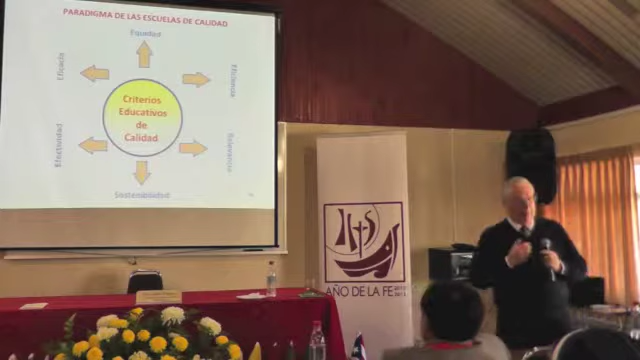 PARADIGMA DE LAS ESCUELAS DE CALIDAD
Equidad
Eficacia
Eficiencia
Criterios
Educativos
de
Calidad
Efectividad
Relevancia
Sostenibilidad
IHS
AÑO DE LA FE